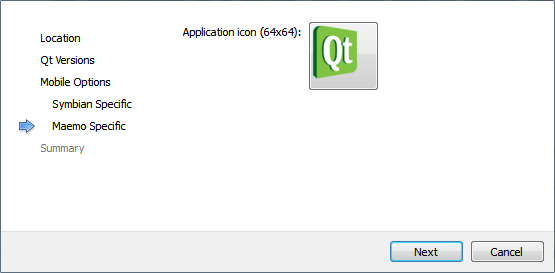 Location
Qt Versions
Mobile Options
Symbian Specific
Maemo Specific
Summary
Application icon (64x64):
Qt
Next
Cancel